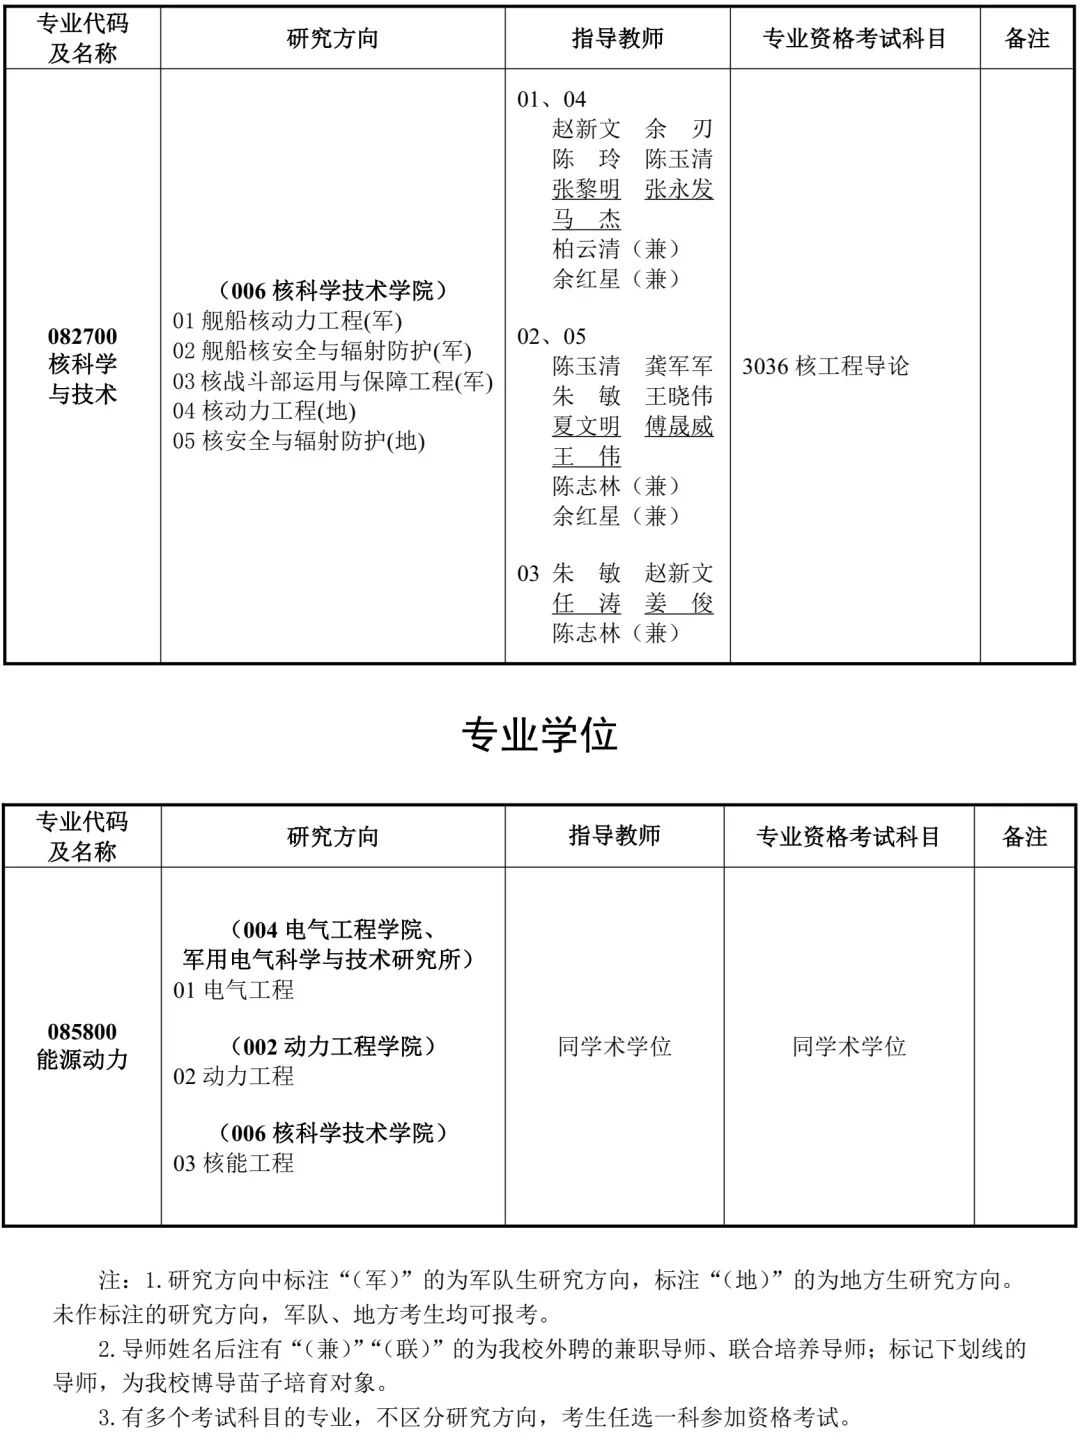 专业代码
及名称
研究方向
指导教师
专业资格考试科目
备注
082700
核科学
与技术
（006 核科学技术学院）
01 舰船核动力工程(军)
02 舰船核安全与辐射防护(军)
03 核战斗部运用与保障工程(军)
04 核动力工程(地)
05 核安全与辐射防护(地)
01、04
赵新文 余 刃
陈 玲 陈玉清
张黎明 张永发
马 杰
柏云清（兼）
余红星（兼）
02、05
陈玉清 龚军军
朱 敏 王晓伟
夏文明 傅晟威
王 伟
陈志林（兼）
余红星（兼）
03 朱 敏 赵新文
任 涛 姜 俊
陈志林（兼）
3036 核工程导论
专业学位
专业代码
及名称
研究方向
指导教师
专业资格考试科目
备注
085800
能源动力
（004 电气工程学院、
军用电气科学与技术研究所）
01 电气工程
（002 动力工程学院）
02 动力工程
（006 核科学技术学院）
03 核能工程
同学术学位
同学术学位
注：1.研究方向中标注“（军）”的为军队生研究方向，标注“（地）”的为地方生研究方向。
未作标注的研究方向，军队、地方考生均可报考。
2.导师姓名后注有“（兼）”“（联）”的为我校外聘的兼职导师、联合培养导师；标记下划线的
导师，为我校博导苗子培育对象。
3.有多个考试科目的专业，不区分研究方向，考生任选一科参加资格考试。